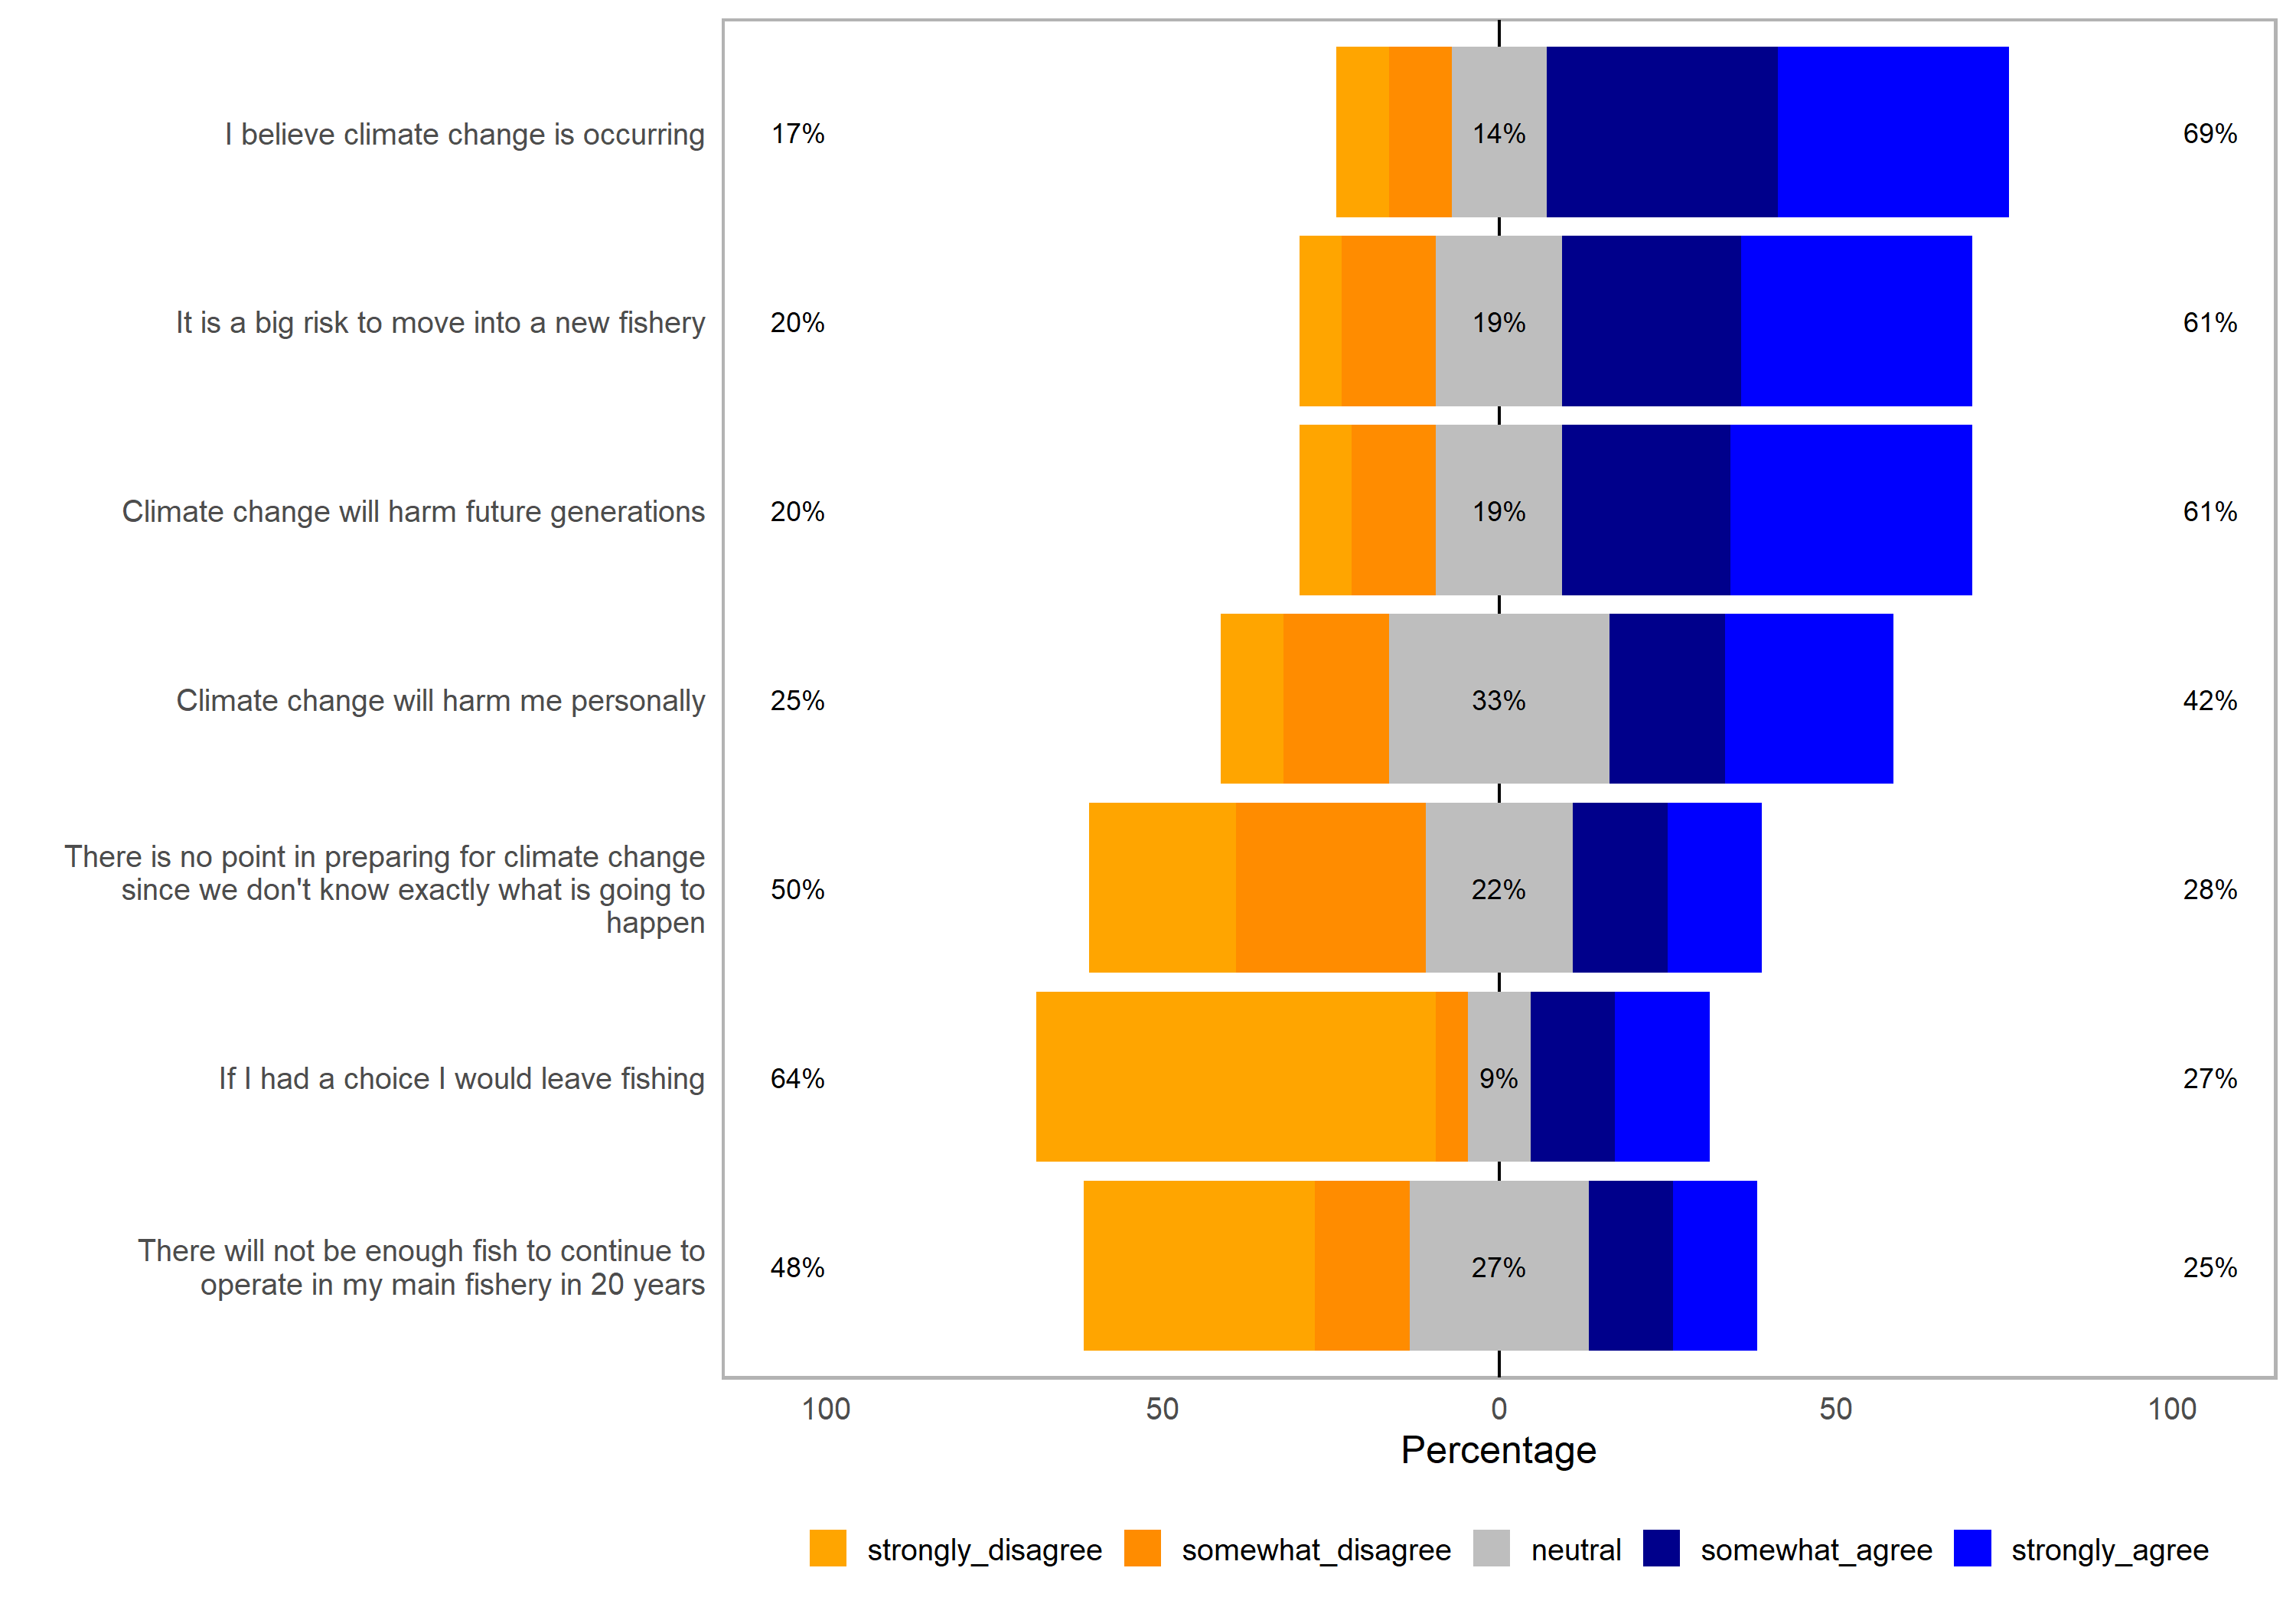 I believe climate change is occurring
17%
14%
69%
It is a big risk to move into a new fishery
20%
19%
61%
Climate change will harm future generations
20%
19%
61%
Climate change will harm me personally
25%
33%
42%
There is no point in preparing for climate change
since we don't know exactly what is going to
happen
50%
22%
28%
If I had a choice I would leave fishing
64%
9%
27%
There will not be enough fish to continue to
operate in my main fishery in 20 years
48%
27%
25%
100 50 0 50 100
Percentage
strongly_disagree somewhat_disagree neutral somewhat_agree strongly_agree